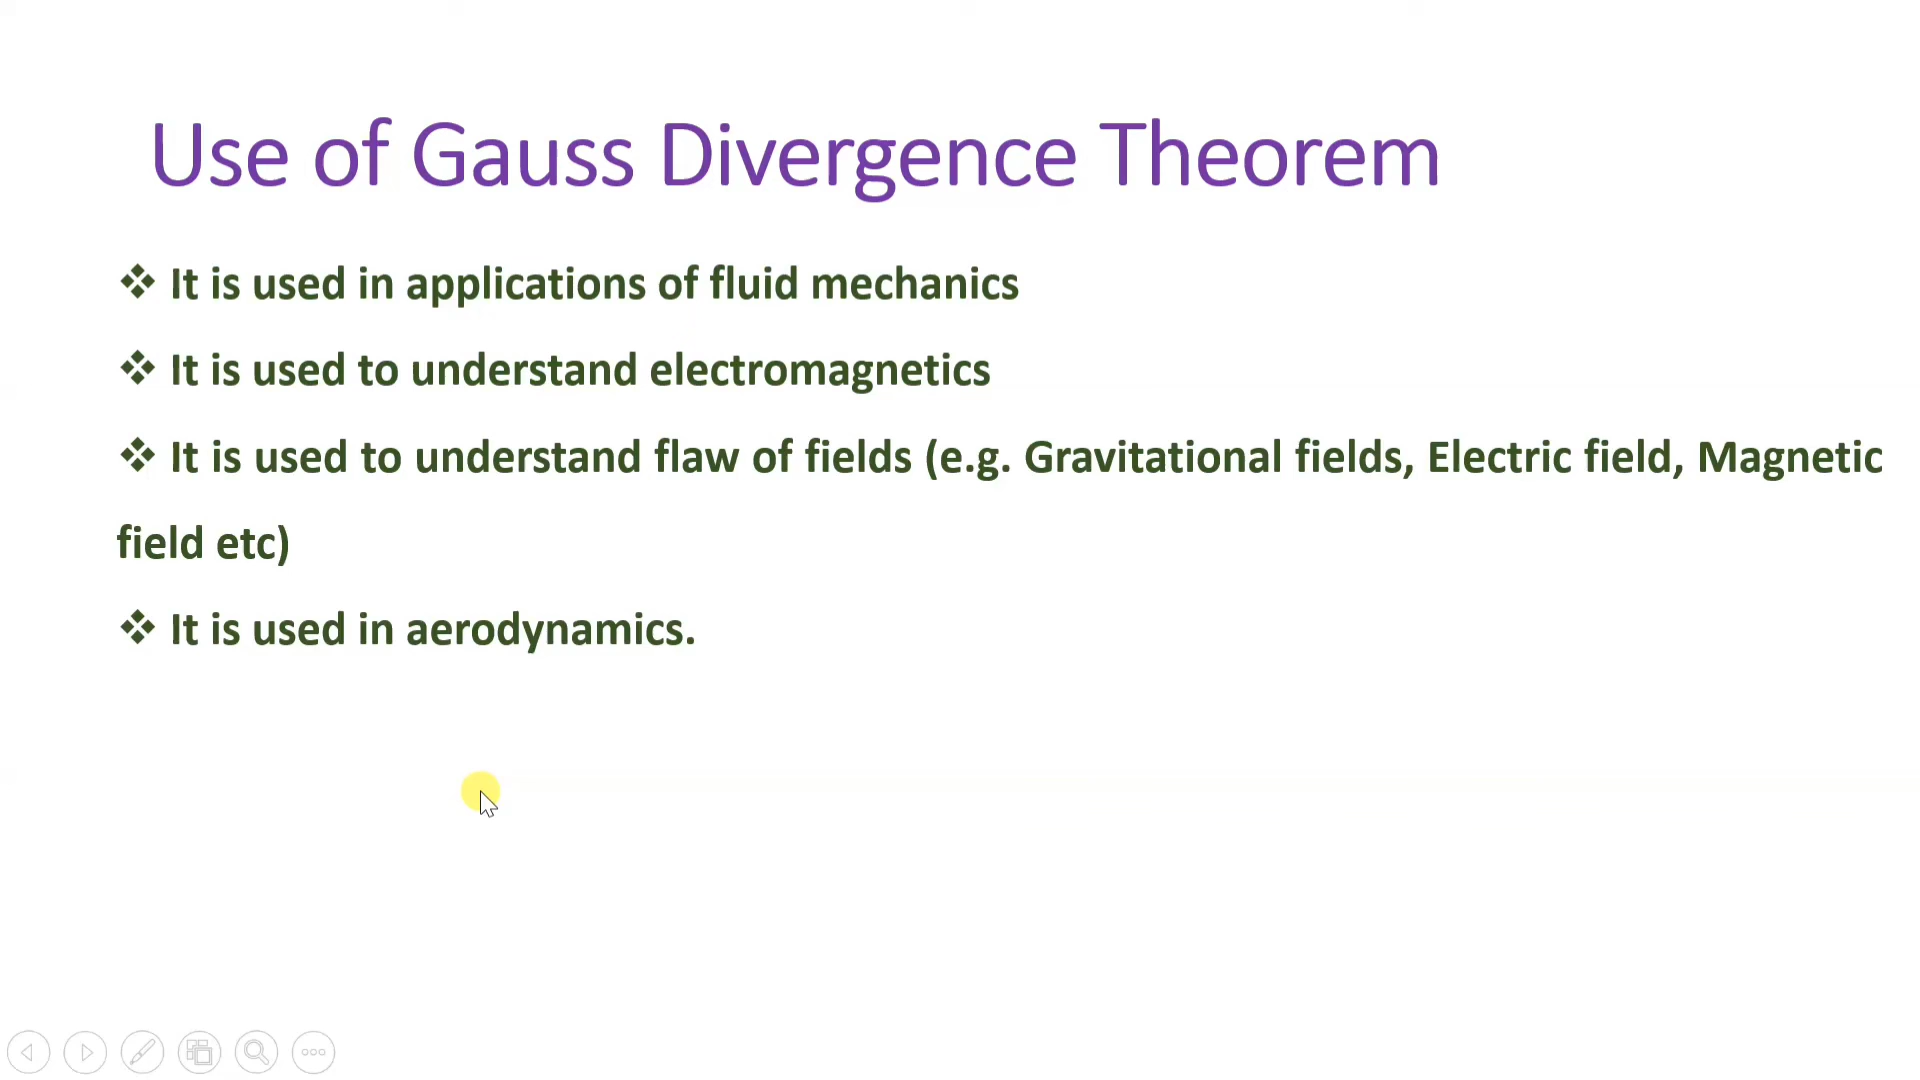 Use of Gauss Divergence Theorem
❖ It is used in applications of fluid mechanics
❖ It is used to understand electromagnetics
❖ It is used to understand flaw of fields (e.g. Gravitational fields, Electric field, Magnetic
field etc)
❖ It is used in aerodynamics.